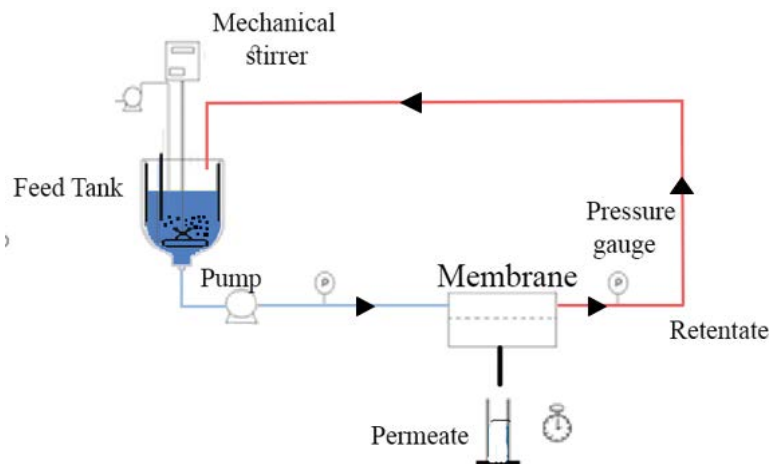 Mechanical
stirrer
Feed Tank
Pressure
gauge
Pump
P
Membrane
P
Retentate
Permeate